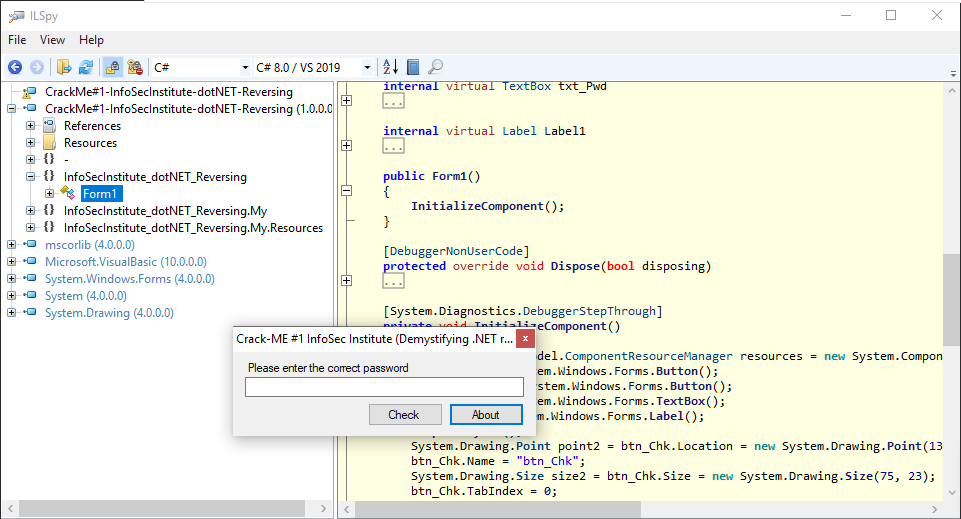 ILSpy
File View Help
C# C# 8.0 / VS 2019
CrackMe#1-InfoSecInstitute-dotNET-Reversing
CrackMe#1-InfoSecInstitute-dotNET-Reversing (1.0.0.0
References
Resources
{} -
{} InfoSecInstitute_dotNET_Reversing
Form1
{} InfoSecInstitute_dotNET_Reversing.My
{} InfoSecInstitute_dotNET_Reversing.My.Resources
mscorlib (4.0.0.0)
Microsoft.VisualBasic (10.0.0.0)
System.Windows.Forms (4.0.0.0)
System (4.0.0.0)
System.Drawing (4.0.0.0)
internal virtual TextBox txt_Pwd
...
internal virtual Label Label1
...
public Form1()
{
InitializeComponent();
}
[DebuggerNonUserCode]
protected override void Dispose(bool disposing)
...
[System.Diagnostics.DebuggerStepThrough]
private void InitializeComponent()
odel.ComponentResourceManager resources = new System.Compon
tem.Windows.Forms.Button();
tem.Windows.Forms.Button();
tem.Windows.Forms.TextBox();
tem.Windows.Forms.Label();
System.Drawing.Point point2 = btn_Chk.Location = new System.Drawing.Point(13
btn_Chk.Name = "btn_Chk";
System.Drawing.Size size2 = btn_Chk.Size = new System.Drawing.Size(75, 23);
btn_Chk.TabIndex = 0;
Crack-ME #1 InfoSec Institute (Demystifying .NET r... x
Please enter the correct password
Check About